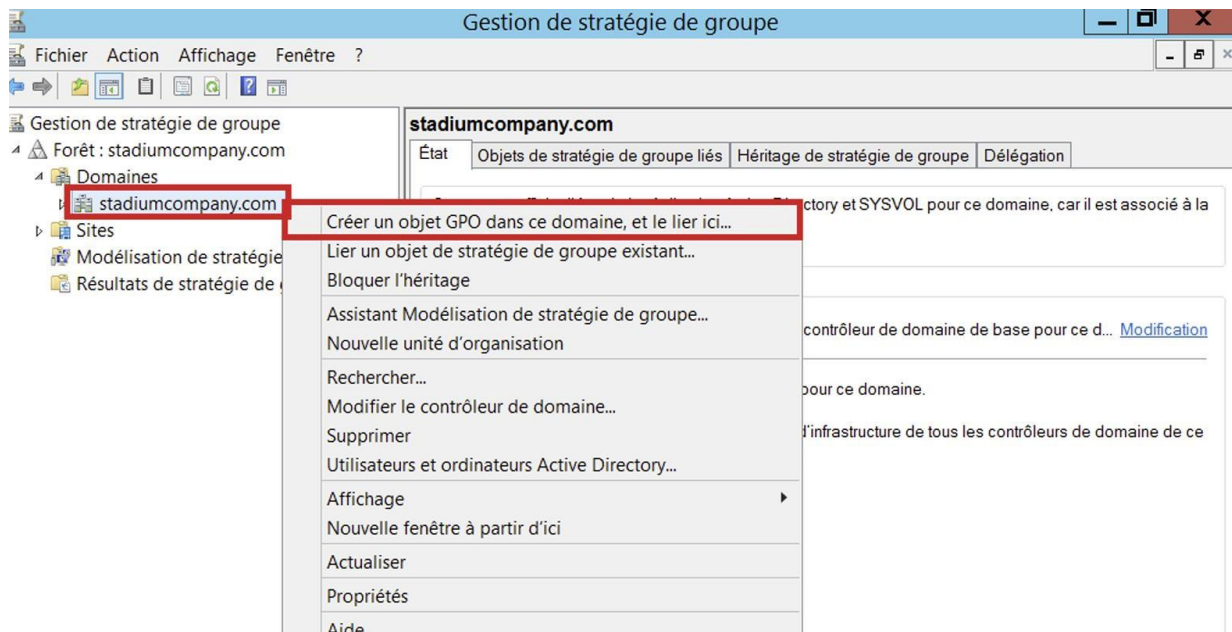 Gestion de stratégie de groupe
Fichier Action Affichage Fenêtre ?
Gestion de stratégie de groupe
Forêt : stadiumcompany.com
Domaines
stadiumcompany.com
Sites
Modélisation de stratégie
Résultats de stratégie de
stadiumcompany.com
État Objets de stratégie de groupe liés Héritage de stratégie de groupe Délégation
ctory et SYSVOL pour ce domaine, car il est associé à la
contrôleur de domaine de base pour ce d... Modification
pour ce domaine.
d'infrastructure de tous les contrôleurs de domaine de ce
Créer un objet GPO dans ce domaine, et le lier ici...
Lier un objet de stratégie de groupe existant...
Bloquer l'héritage
Assistant Modélisation de stratégie de groupe...
Nouvelle unité d'organisation
Rechercher...
Modifier le contrôleur de domaine...
Supprimer
Utilisateurs et ordinateurs Active Directory...
Affichage
Nouvelle fenêtre à partir d'ici
Actualiser
Propriétés
Aide